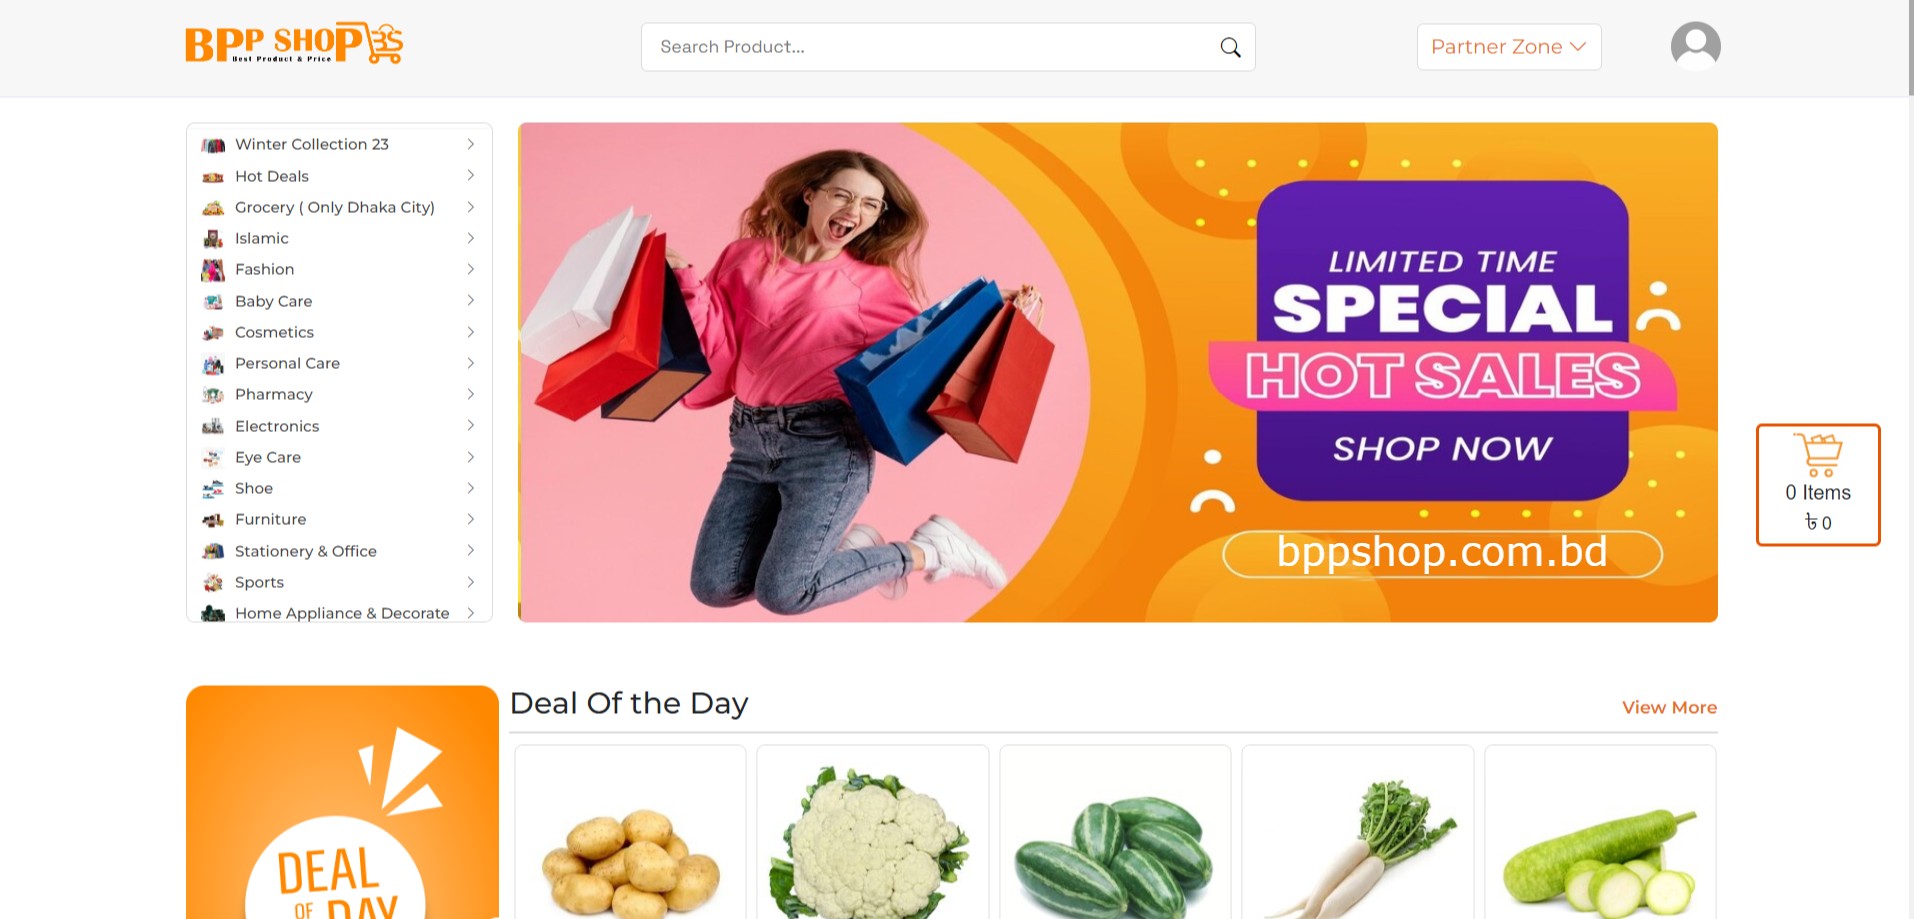 BPP SHOP BS
Best Product & Price
Search Product...
Partner Zone
Winter Collection 23
Hot Deals
Grocery ( Only Dhaka City)
Islamic
Fashion
Baby Care
Cosmetics
Personal Care
Pharmacy
Electronics
Eye Care
Shoe
Furniture
Stationery & Office
Sports
Home Appliance & Decorate
LIMITED TIME
SPECIAL
HOT SALES
SHOP NOW
bppshop.com.bd
0 Items
৳ 0
Deal Of the Day
View More
DEAL
OF DAY